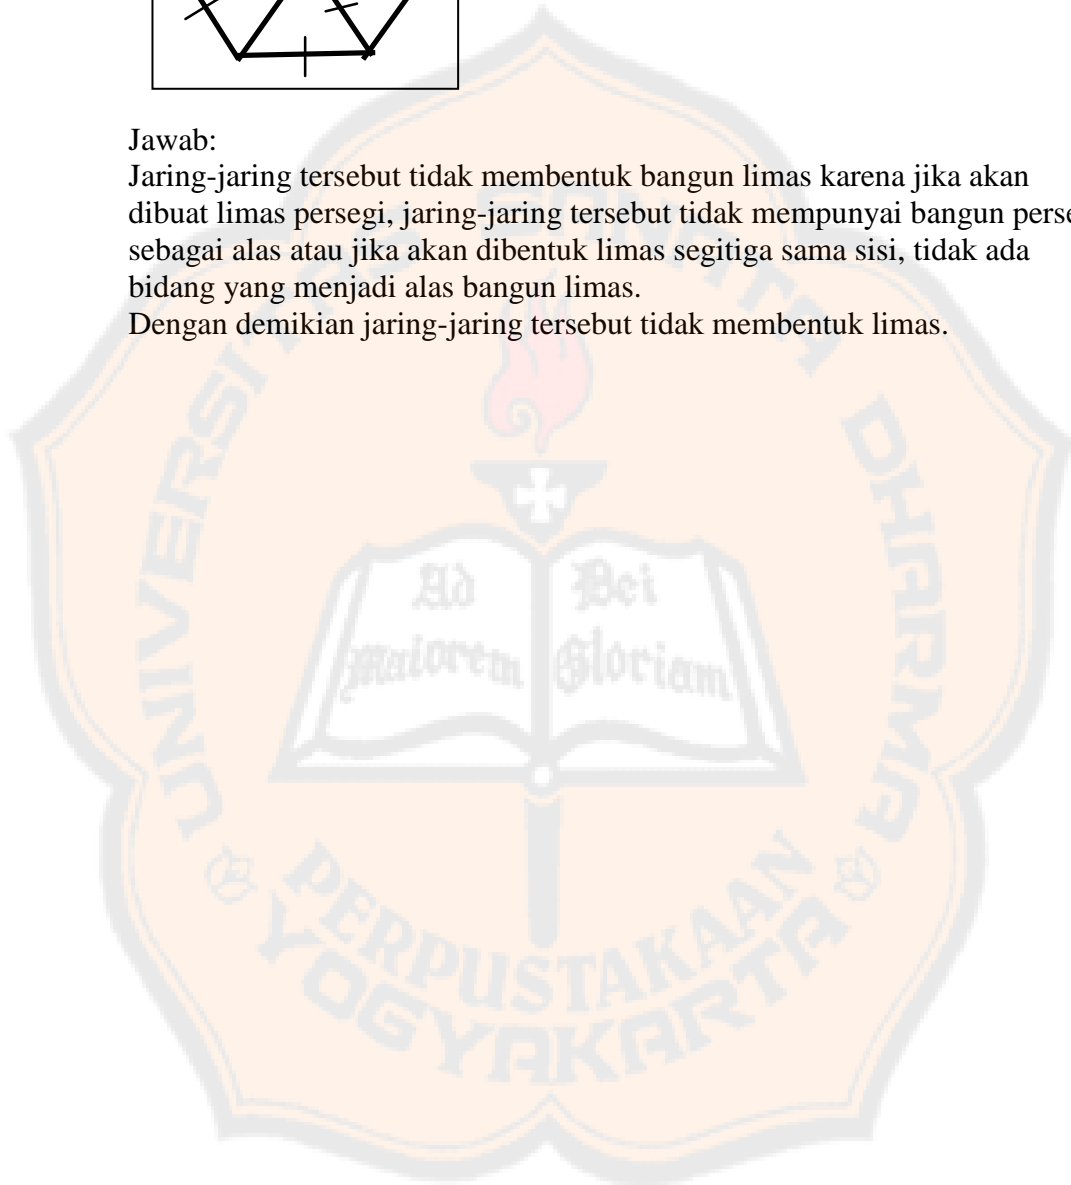 Jawab:
Jaring-jaring tersebut tidak membentuk bangun limas karena jika akan
dibuat limas persegi, jaring-jaring tersebut tidak mempunyai bangun perse
sebagai alas atau jika akan dibentuk limas segitiga sama sisi, tidak ada
bidang yang menjadi alas bangun limas.
Dengan demikian jaring-jaring tersebut tidak membentuk limas.
UNIVERSITAS SANATA DHARMA
Ad Dei
Maiorem Gloriam
PERPUSTAKAAN
YOGYAKARTA